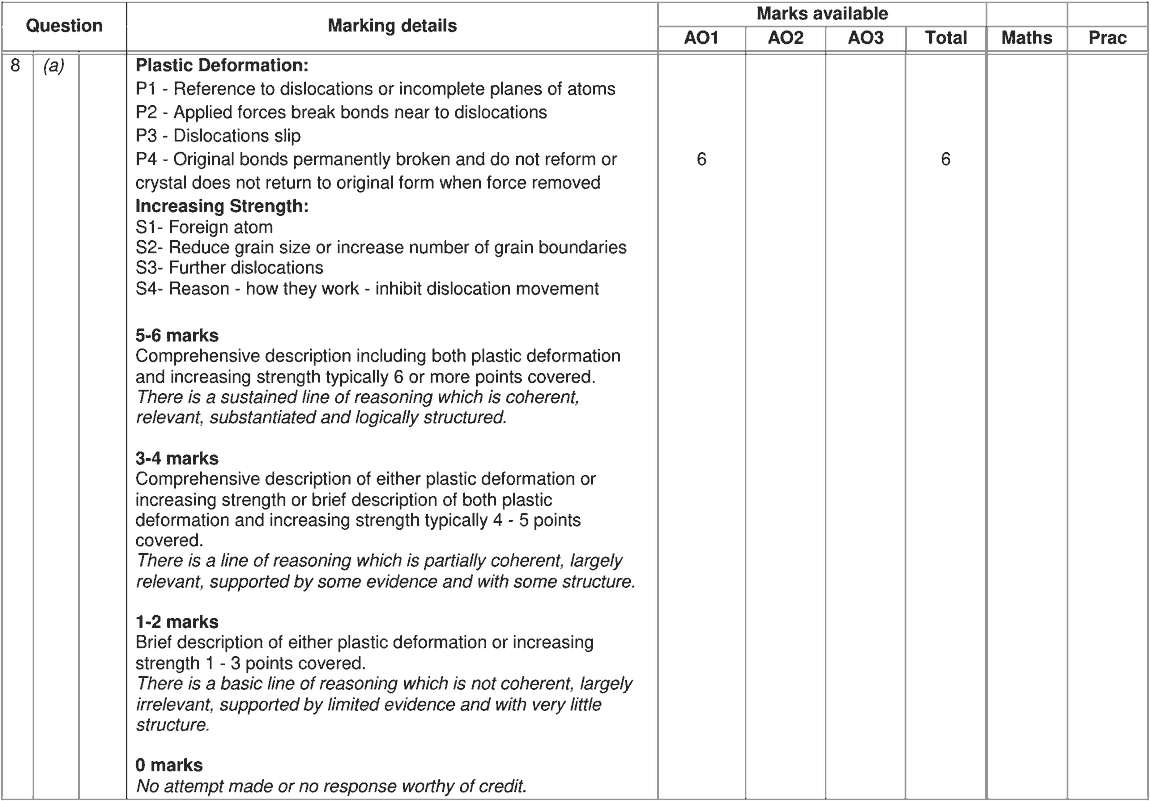 Question Marking details Marks available
AO1 AO2 AO3 Total Maths Prac
8 (a) Plastic Deformation:
P1 - Reference to dislocations or incomplete planes of atoms
P2 - Applied forces break bonds near to dislocations
P3 - Dislocations slip
P4 - Original bonds permanently broken and do not reform or 6 6
crystal does not return to original form when force removed
Increasing Strength:
S1- Foreign atom
S2- Reduce grain size or increase number of grain boundaries
S3- Further dislocations
S4- Reason - how they work - inhibit dislocation movement
5-6 marks
Comprehensive description including both plastic deformation
and increasing strength typically 6 or more points covered.
There is a sustained line of reasoning which is coherent,
relevant, substantiated and logically structured.
3-4 marks
Comprehensive description of either plastic deformation or
increasing strength or brief description of both plastic
deformation and increasing strength typically 4 - 5 points
covered.
There is a line of reasoning which is partially coherent, largely
relevant, supported by some evidence and with some structure.
1-2 marks
Brief description of either plastic deformation or increasing
strength 1 - 3 points covered.
There is a basic line of reasoning which is not coherent, largely
irrelevant, supported by limited evidence and with very little
structure.
0 marks
No attempt made or no response worthy of credit.